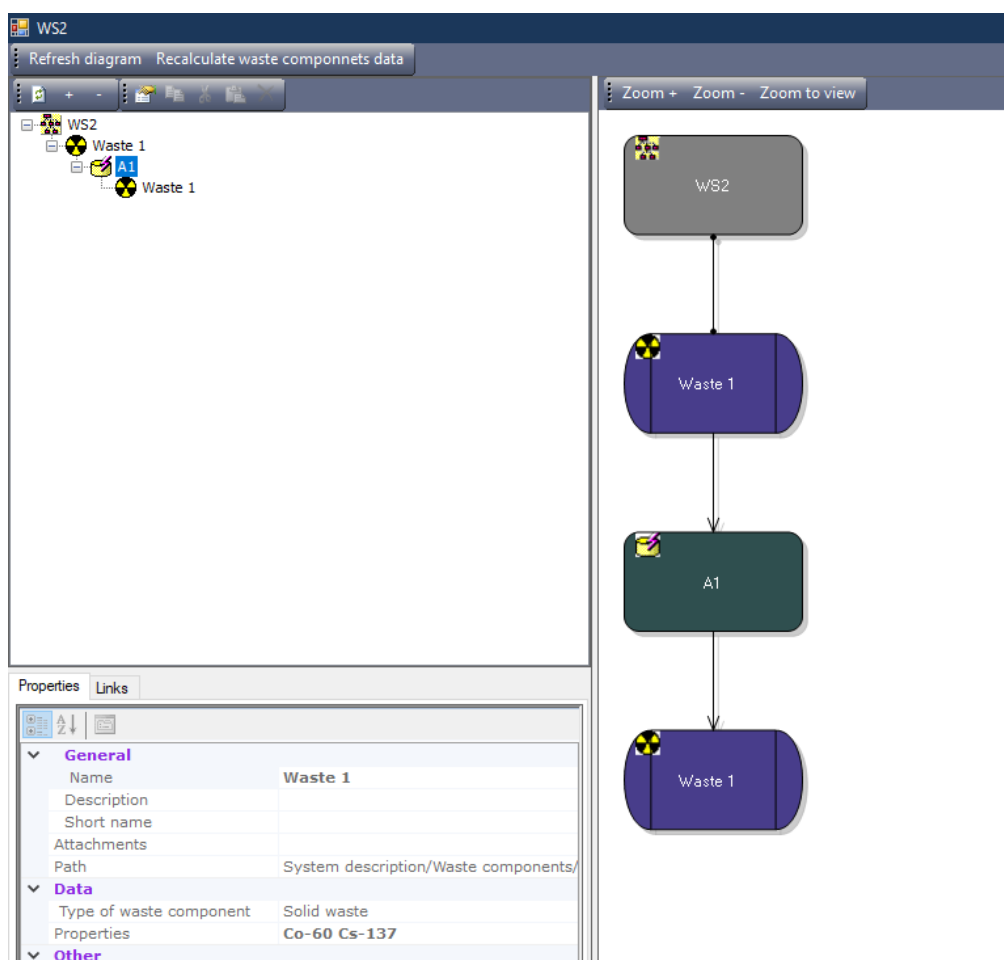 WS2
Refresh diagram Recalculate waste componnets data
+ -
WS2
Waste 1
A1
Waste 1
Properties Links
General
Name Waste 1
Description
Short name
Attachments
Path System description/Waste components/
Data
Type of waste component Solid waste
Properties Co-60 Cs-137
Other
Zoom + Zoom - Zoom to view
WS2
Waste 1
A1
Waste 1